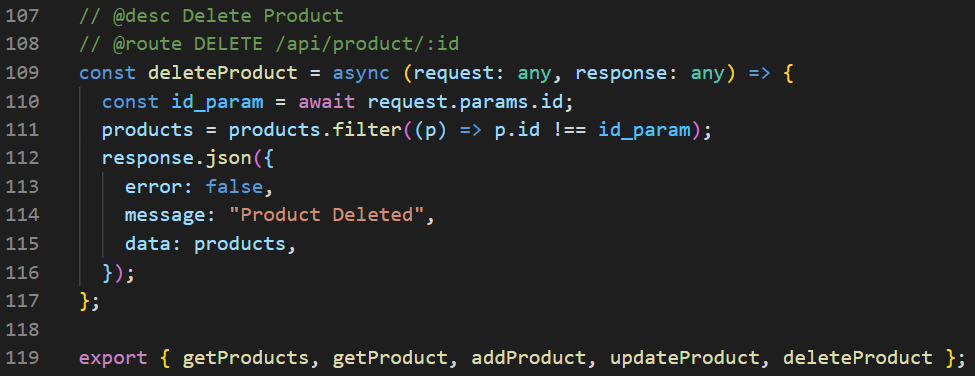 107 // @desc Delete Product
108 // @route DELETE /api/product/:id
109 const deleteProduct = async (request: any, response: any) => {
110   const id_param = await request.params.id;
111   products = products.filter((p) => p.id !== id_param);
112   response.json({
113     error: false,
114     message: "Product Deleted",
115     data: products,
116   });
117 };
118
119 export { getProducts, getProduct, addProduct, updateProduct, deleteProduct };